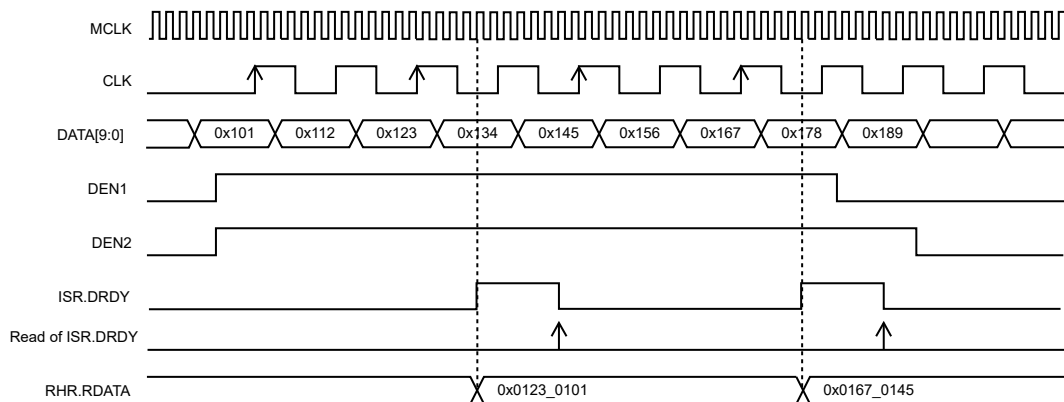 MCLK
CLK
DATA[9:0] 0x101 0x112 0x123 0x134 0x145 0x156 0x167 0x178 0x189
DEN1
DEN2
ISR.DRDY
Read of ISR.DRDY
RHR.RDATA 0x0123_0101 0x0167_0145